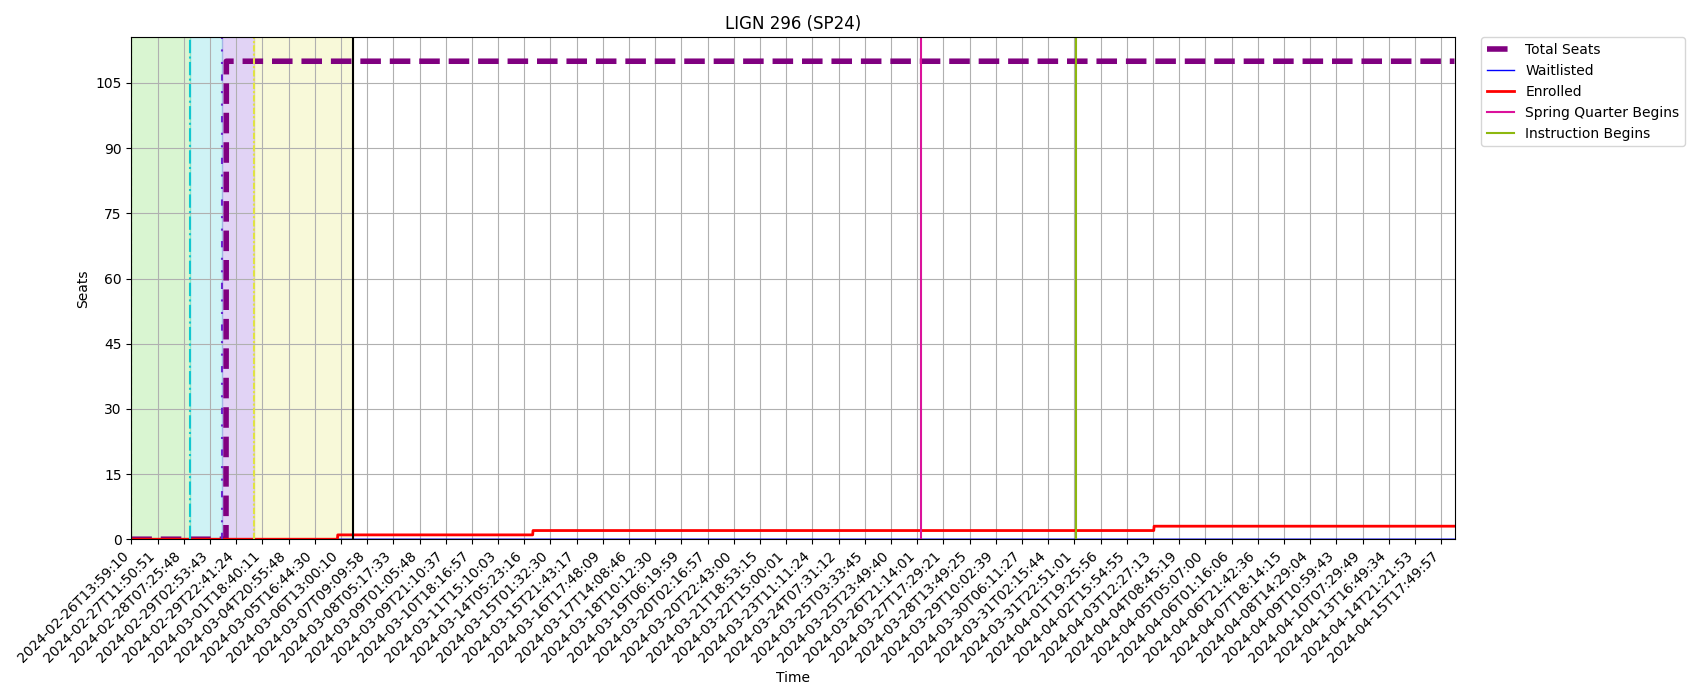 LIGN 296 (SP24)
Total Seats
Waitlisted
Enrolled
Spring Quarter Begins
Instruction Begins
105
90
75
60
45
30
15
0
Seats
2024-02-26T13:59:10
2024-02-27T11:50:51
2024-02-28T07:25:48
2024-02-29T02:53:43
2024-02-29T22:41:24
2024-03-01T18:40:11
2024-03-04T20:55:48
2024-03-05T16:44:30
2024-03-06T13:00:10
2024-03-07T09:09:58
2024-03-08T05:17:33
2024-03-09T01:05:48
2024-03-09T21:10:37
2024-03-10T18:16:57
2024-03-11T15:10:03
2024-03-14T05:23:16
2024-03-15T01:32:30
2024-03-15T21:43:17
2024-03-16T17:48:09
2024-03-17T14:08:46
2024-03-18T10:12:30
2024-03-19T06:19:59
2024-03-20T02:16:57
2024-03-20T22:43:00
2024-03-21T18:53:15
2024-03-22T15:00:01
2024-03-23T11:11:24
2024-03-24T07:31:12
2024-03-25T03:33:45
2024-03-25T23:49:40
2024-03-26T21:14:01
2024-03-27T17:29:21
2024-03-28T13:49:25
2024-03-29T10:02:39
2024-03-30T06:11:27
2024-03-31T02:15:44
2024-03-31T22:51:01
2024-04-01T19:25:56
2024-04-02T15:54:55
2024-04-03T12:27:13
2024-04-04T08:45:19
2024-04-05T05:07:00
2024-04-06T01:16:06
2024-04-06T21:42:36
2024-04-07T18:14:15
2024-04-08T14:29:04
2024-04-09T10:59:43
2024-04-10T07:29:49
2024-04-13T16:49:34
2024-04-14T21:21:53
2024-04-15T17:49:57
Time